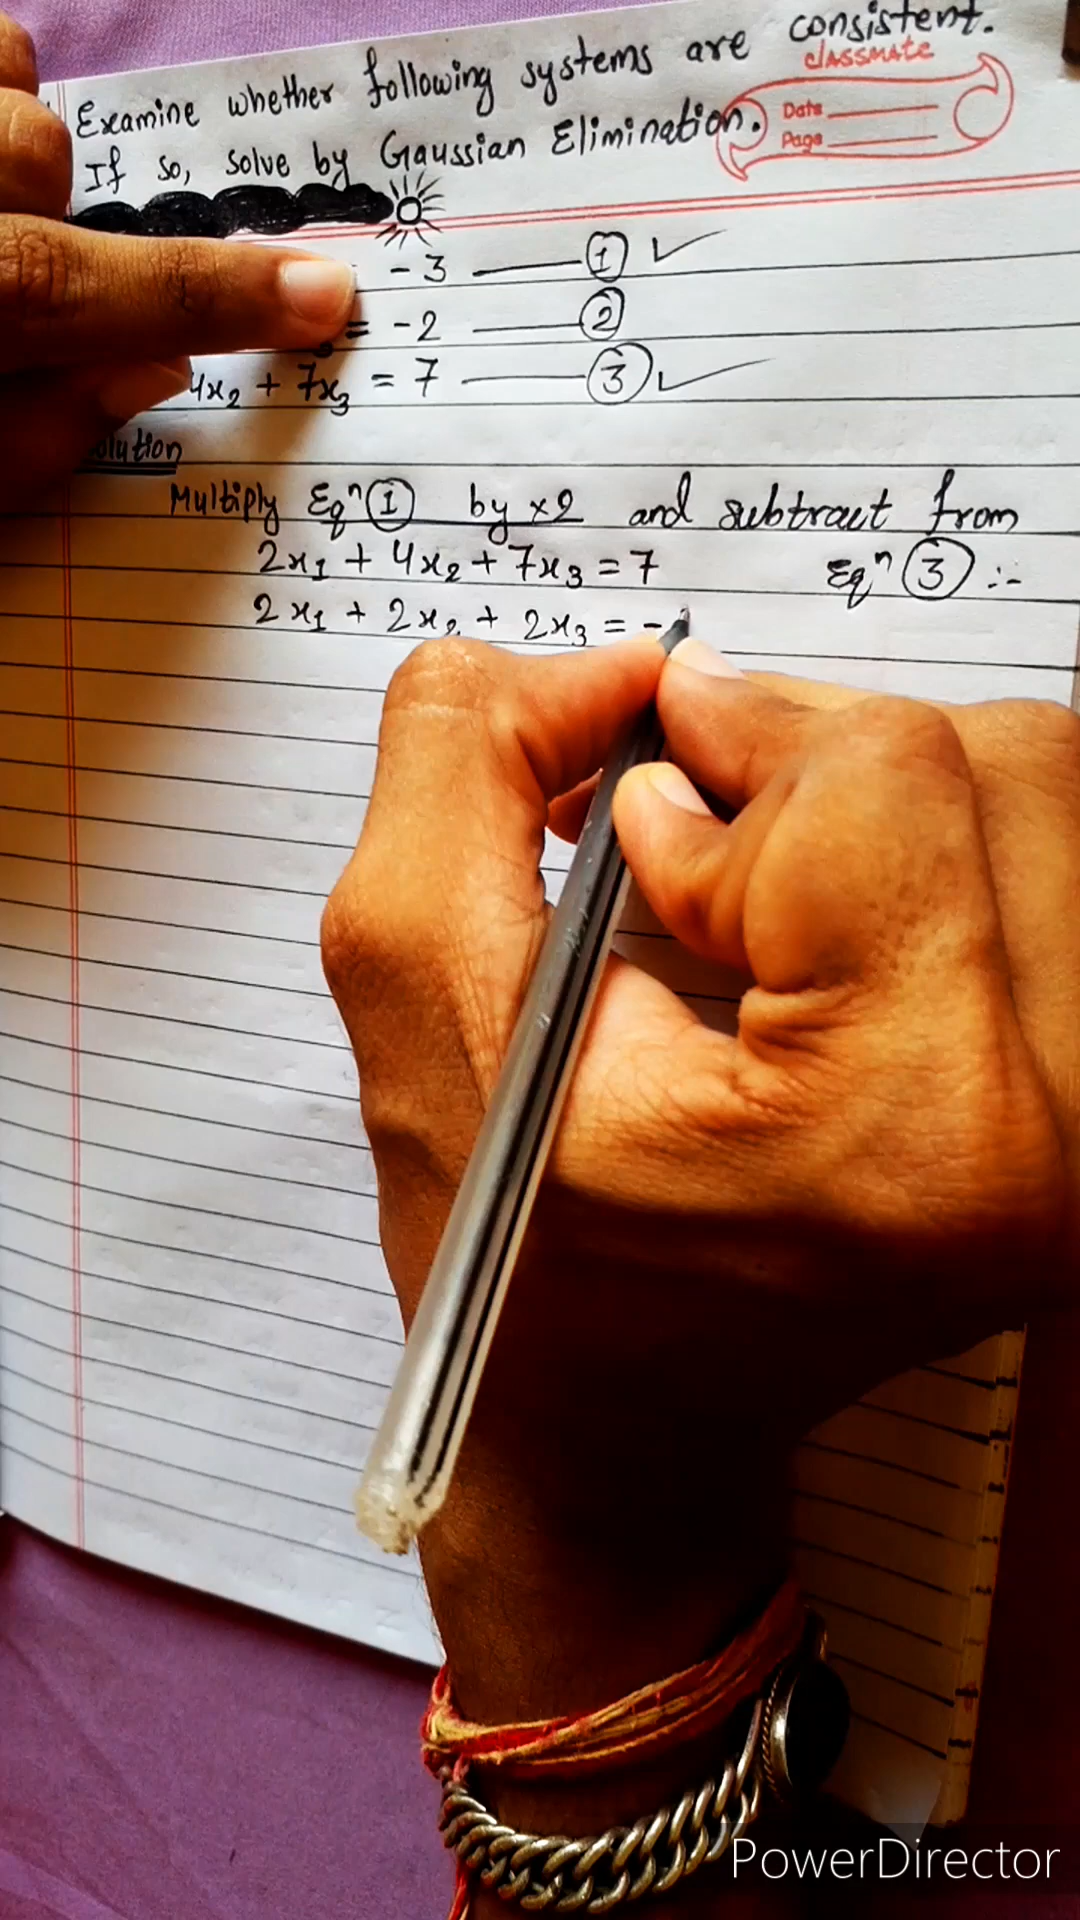 Examine whether following systems are consistent.
classmate
Date
Page
If so, solve by Gaussian Elimination.
-3 ——— ① ✓
= -2 ——— ②
4x₂ + 7x₃ = 7 ——— ③ ✓
olution
Multiply Eqⁿ ① by ×2 and subtract from
2x₁ + 4x₂ + 7x₃ = 7 Eqⁿ ③ :-
2x₁ + 2x₂ + 2x₃ = -
PowerDirector